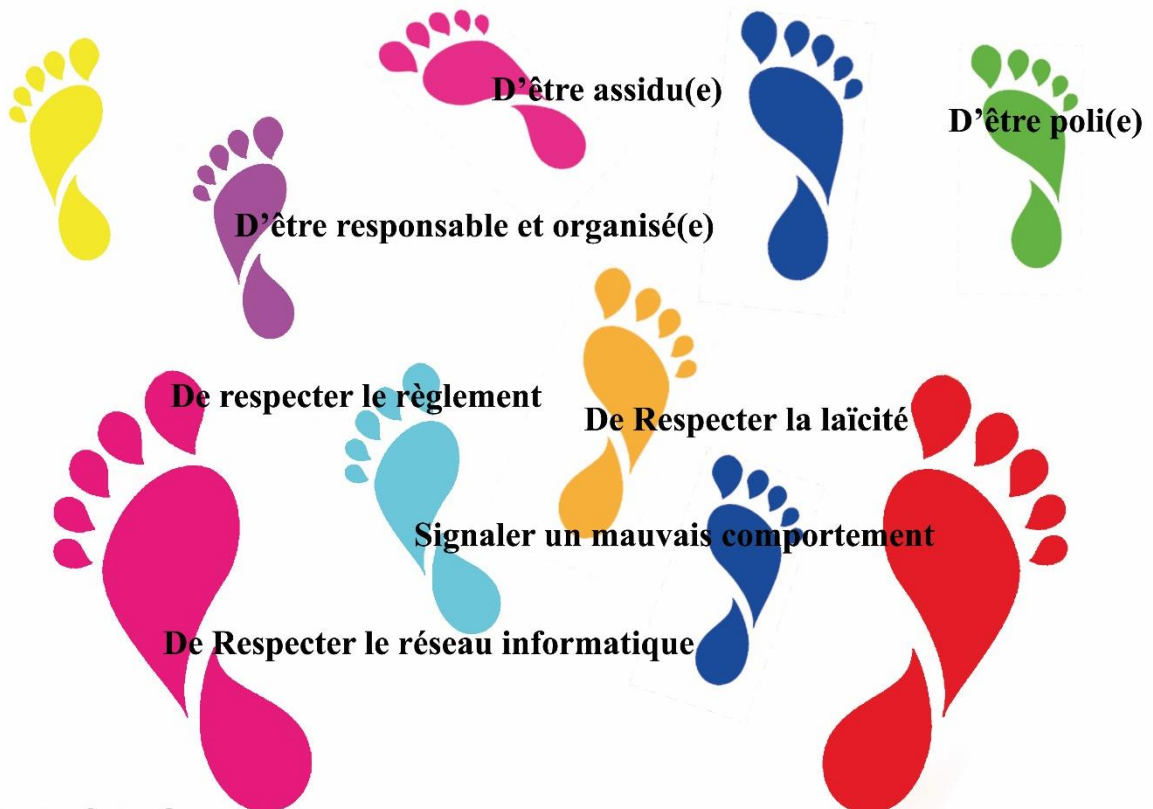 D'être assidu(e)
D'être poli(e)
D'être responsable et organisé(e)
De respecter le règlement
De Respecter la laïcité
Signaler un mauvais comportement
De Respecter le réseau informatique